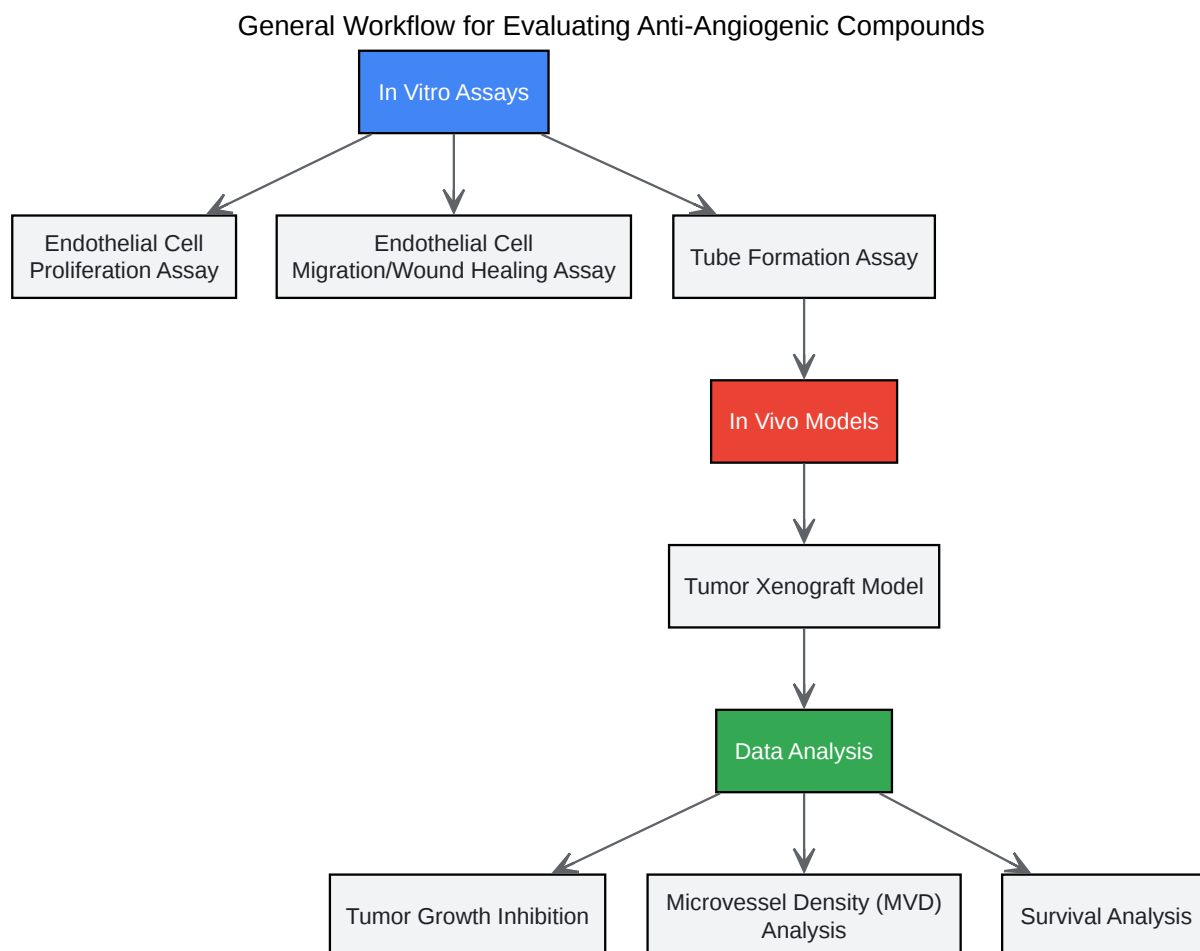 General Workflow for Evaluating Anti-Angiogenic Compounds
In Vitro Assays
Endothelial Cell
Proliferation Assay
Endothelial Cell
Migration/Wound Healing Assay
Tube Formation Assay
In Vivo Models
Tumor Xenograft Model
Data Analysis
Tumor Growth Inhibition
Microvessel Density (MVD)
Analysis
Survival Analysis